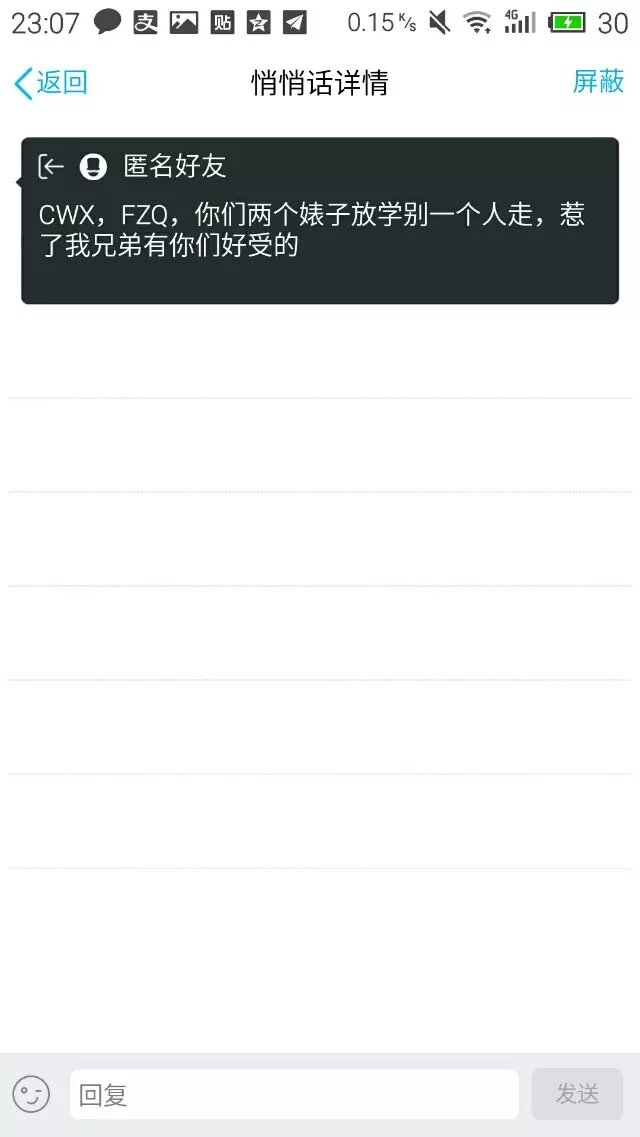 23:07 支 贴 0.15 K/s 4G 30
返回 悄悄话详情 屏蔽
匿名好友
CWX，FZQ，你们两个婊子放学别一个人走，惹
了我兄弟有你们好受的
回复 发送